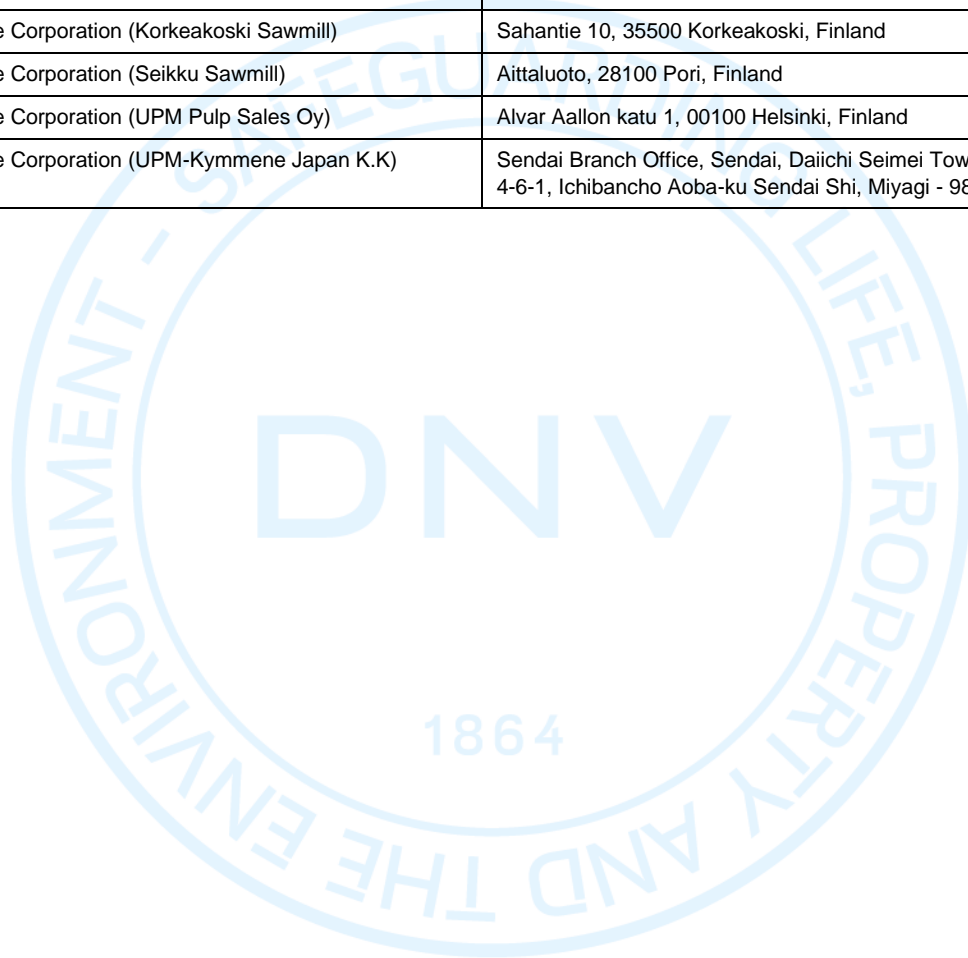 e Corporation (Korkeakoski Sawmill) Sahantie 10, 35500 Korkeakoski, Finland
e Corporation (Seikku Sawmill) Aittaluoto, 28100 Pori, Finland
e Corporation (UPM Pulp Sales Oy) Alvar Aallon katu 1, 00100 Helsinki, Finland
e Corporation (UPM-Kymmene Japan K.K) Sendai Branch Office, Sendai, Daiichi Seimei Tow
4-6-1, Ichibancho Aoba-ku Sendai Shi, Miyagi - 98
SAFEGUARDING LIFE, PROPERTY AND THE ENVIRONMENT -
DNV
1864